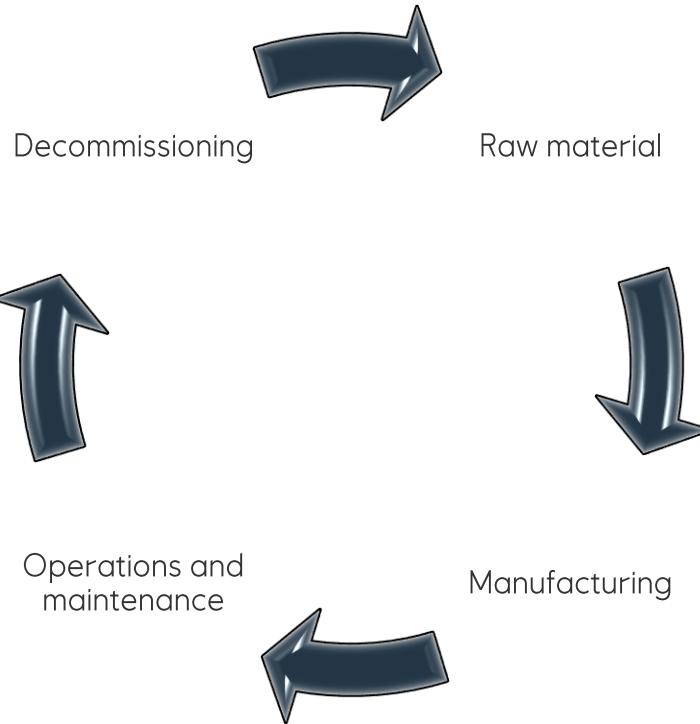 Decommissioning
Raw material
Operations and
maintenance
Manufacturing